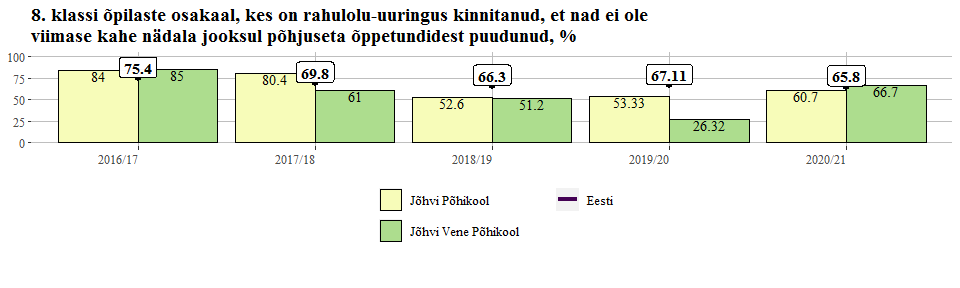 8. klassi õpilaste osakaal, kes on rahulolu-uuringus kinnitanud, et nad ei ole
viimase kahe nädala jooksul põhjuseta õppetundidest puudunud, %
100
75
50
25
0
84 75.4 85
80.4 69.8 61
52.6 66.3 51.2
53.33 67.11 26.32
60.7 65.8 66.7
2016/17 2017/18 2018/19 2019/20 2020/21
Jõhvi Põhikool Eesti
Jõhvi Vene Põhikool